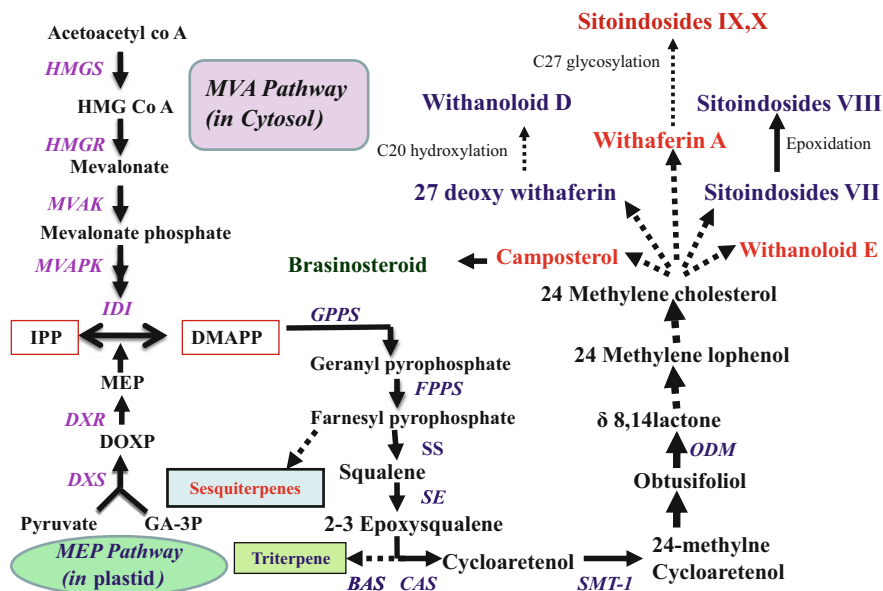 Acetoacetyl co A
HMGS
HMG Co A
HMGR
Mevalonate
MVAK
Mevalonate phosphate
MVAPK
IDI
IPP
DMAPP
MEP
DXR
DOXP
DXS
Pyruvate
GA-3P
MEP Pathway
(in plastid)
MVA Pathway
(in Cytosol)
GPPS
Geranyl pyrophosphate
FPPS
Farnesyl pyrophosphate
SS
Squalene
Sesquiterpenes
SE
2-3 Epoxysqualene
Triterpene
BAS
CAS
Cycloaretenol
SMT-1
24-methylne
Cycloaretenol
Obtusifoliol
ODM
δ 8,14lactone
24 Methylene lophenol
24 Methylene cholesterol
Brasinosteroid
Camposterol
Withanoloid E
27 deoxy withaferin
C20 hydroxylation
Withanoloid D
Withaferin A
C27 glycosylation
Sitoindosides IX,X
Sitoindosides VII
Epoxidation
Sitoindosides VIII